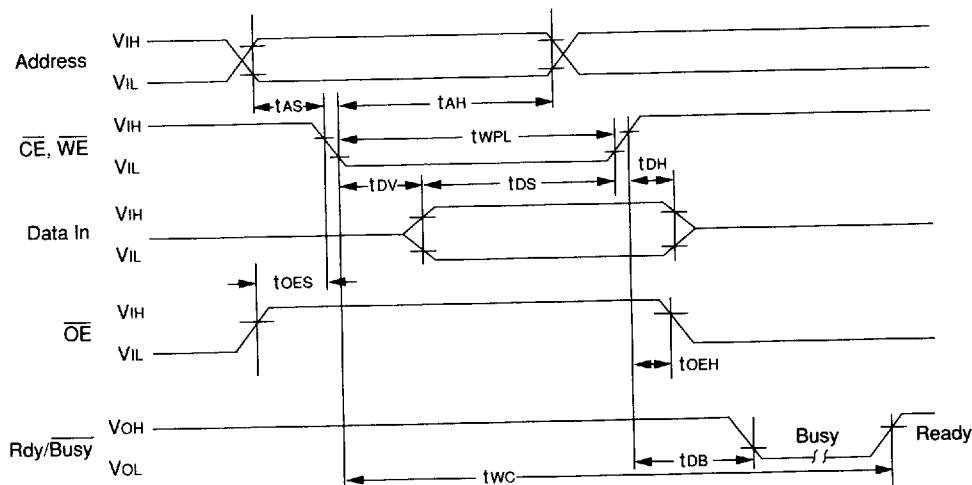 Address
VIH
VIL
tAS
tAH
CE, WE
VIH
VIL
tWPL
tDV
tDS
tDH
Data In
VIH
VIL
tOES
OE
VIH
VIL
tOEH
Rdy/Busy
VOH
VOL
Busy
Ready
tDB
tWC